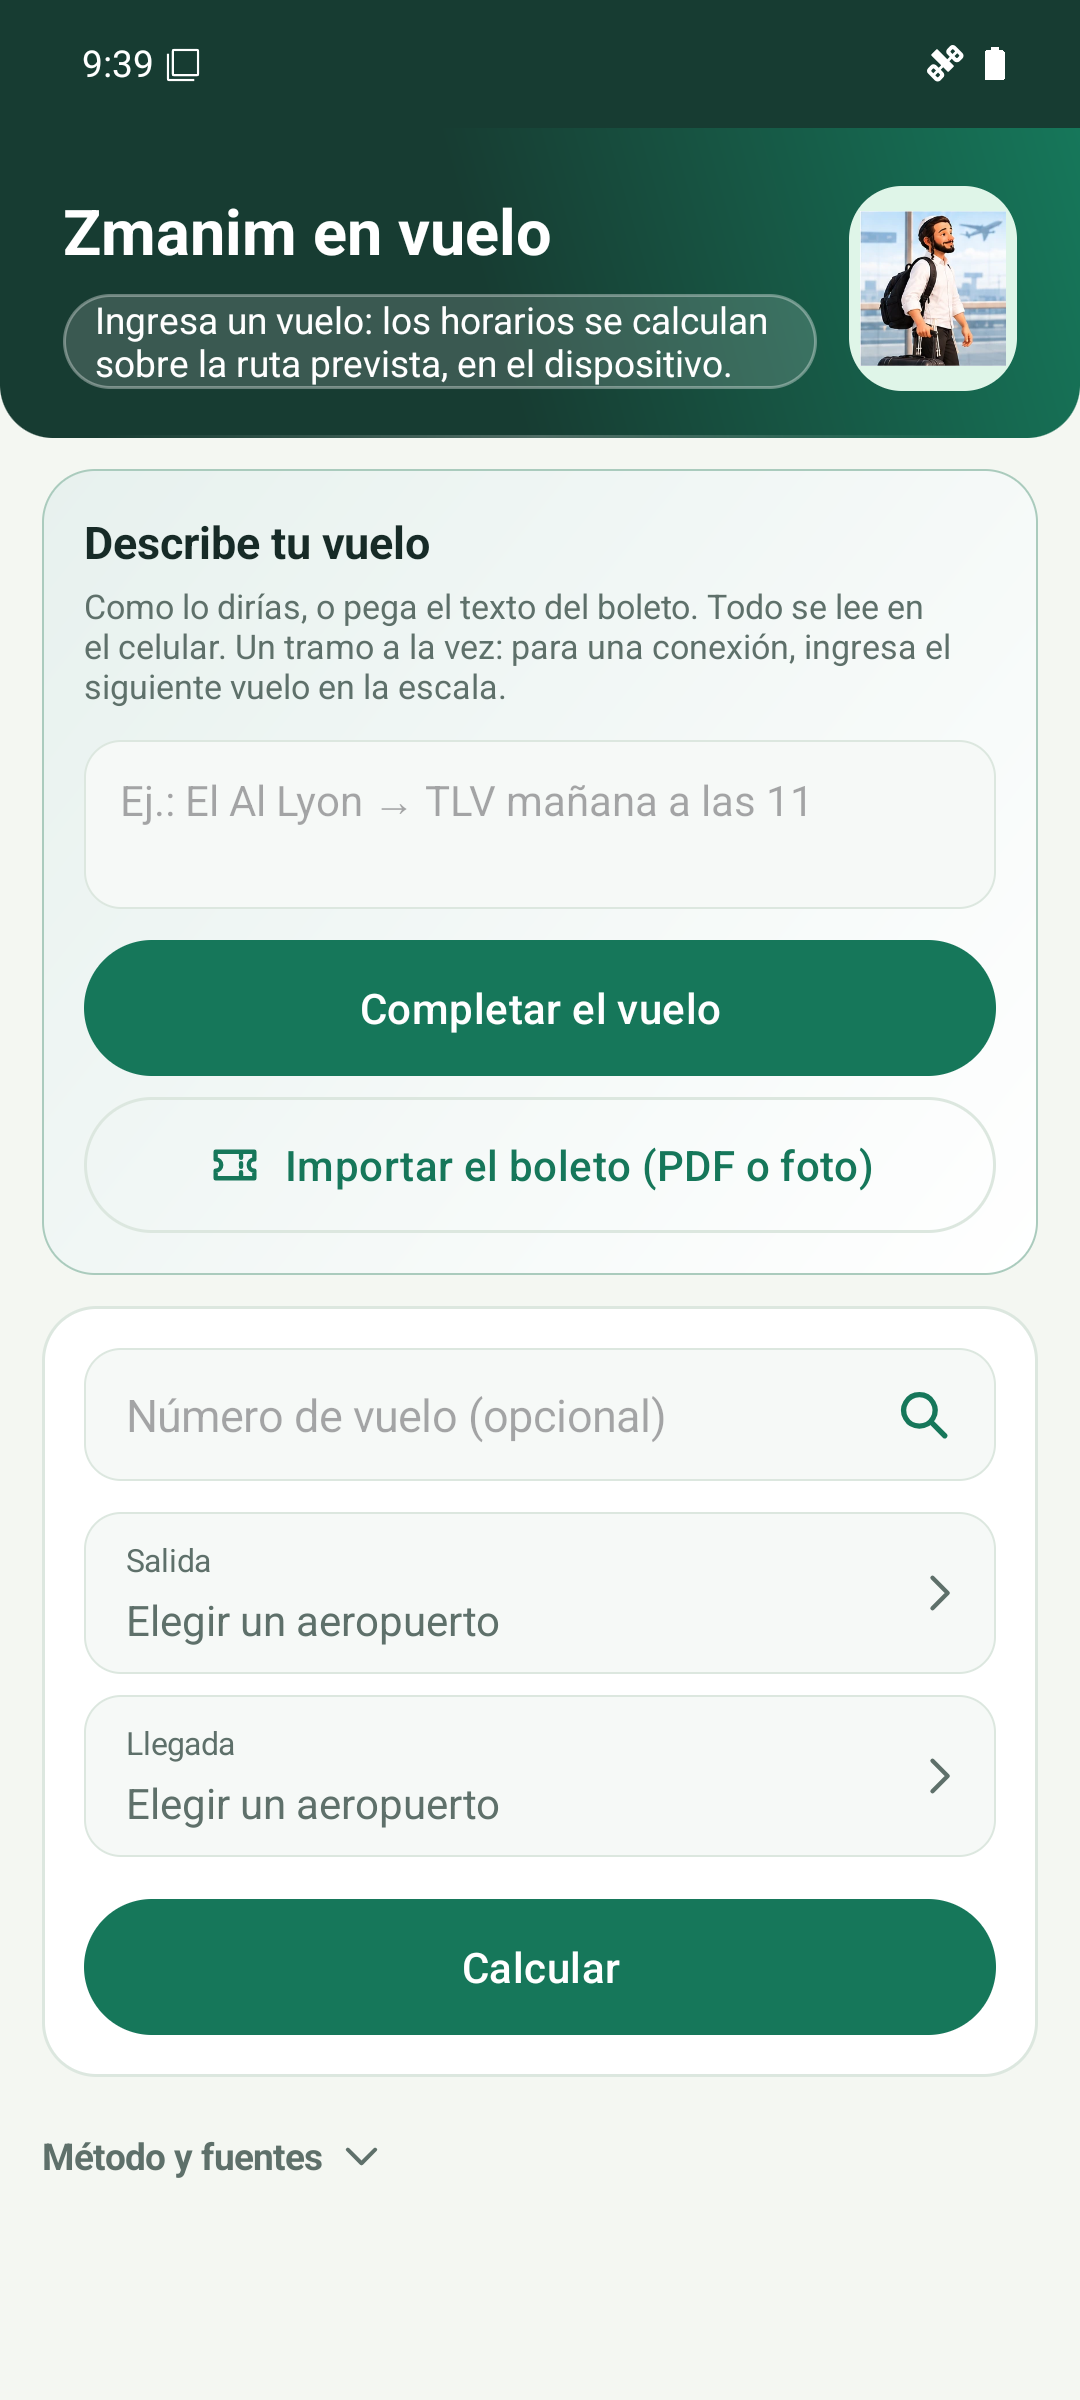 9:39
Zmanim en vuelo
Ingresa un vuelo: los horarios se calculan
sobre la ruta prevista, en el dispositivo.
Describe tu vuelo
Como lo dirías, o pega el texto del boleto. Todo se lee en
el celular. Un tramo a la vez: para una conexión, ingresa el
siguiente vuelo en la escala.
Ej.: El Al Lyon → TLV mañana a las 11
Completar el vuelo
Importar el boleto (PDF o foto)
Número de vuelo (opcional)
Salida
Elegir un aeropuerto
Llegada
Elegir un aeropuerto
Calcular
Método y fuentes